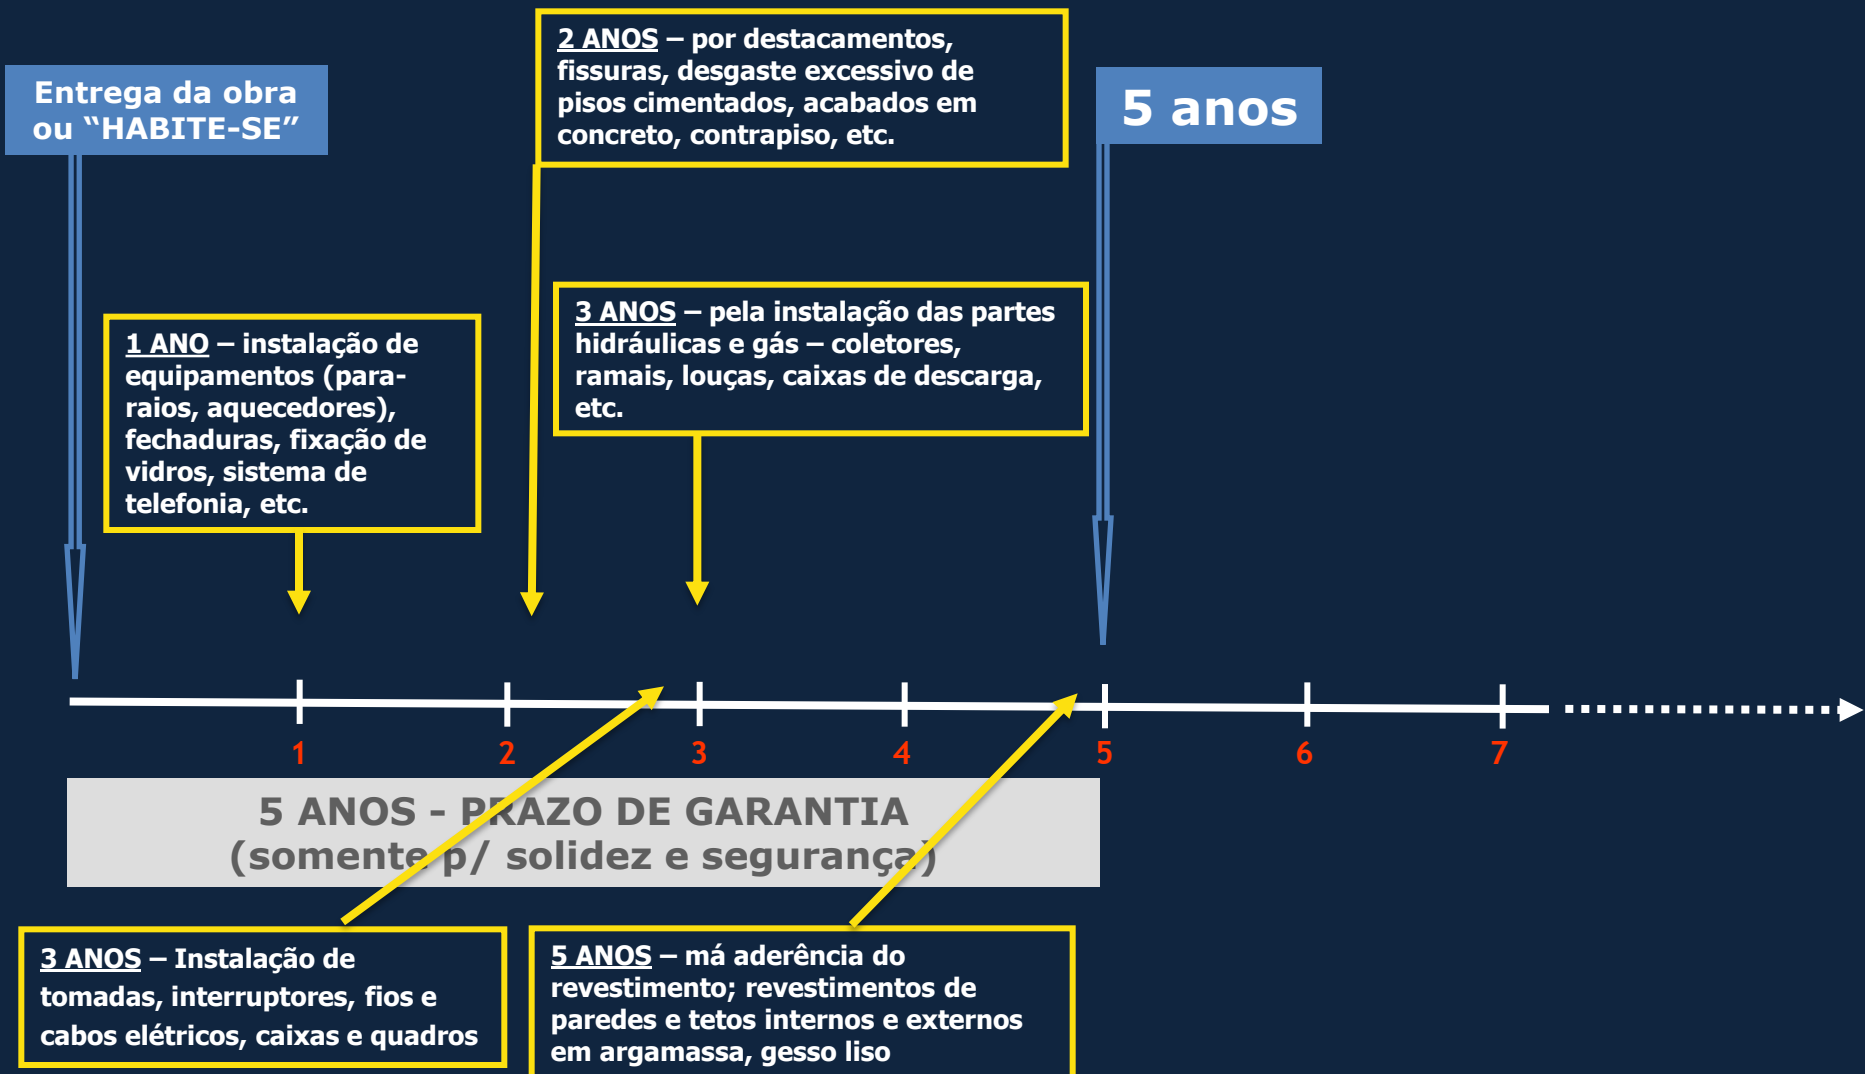 Entrega da obra
ou “HABITE-SE”
2 ANOS – por destacamentos,
fissuras, desgaste excessivo de
pisos cimentados, acabados em
concreto, contrapiso, etc.
5 anos
1 ANO – instalação de
equipamentos (para-
raios, aquecedores),
fechaduras, fixação de
vidros, sistema de
telefonia, etc.
3 ANOS – pela instalação das partes
hidráulicas e gás – coletores,
ramais, louças, caixas de descarga,
etc.
1
2
3
4
5
6
7
5 ANOS - PRAZO DE GARANTIA
(somente p/ solidez e segurança)
3 ANOS – Instalação de
tomadas, interruptores, fios e
cabos elétricos, caixas e quadros
5 ANOS – má aderência do
revestimento; revestimentos de
paredes e tetos internos e externos
em argamassa, gesso liso